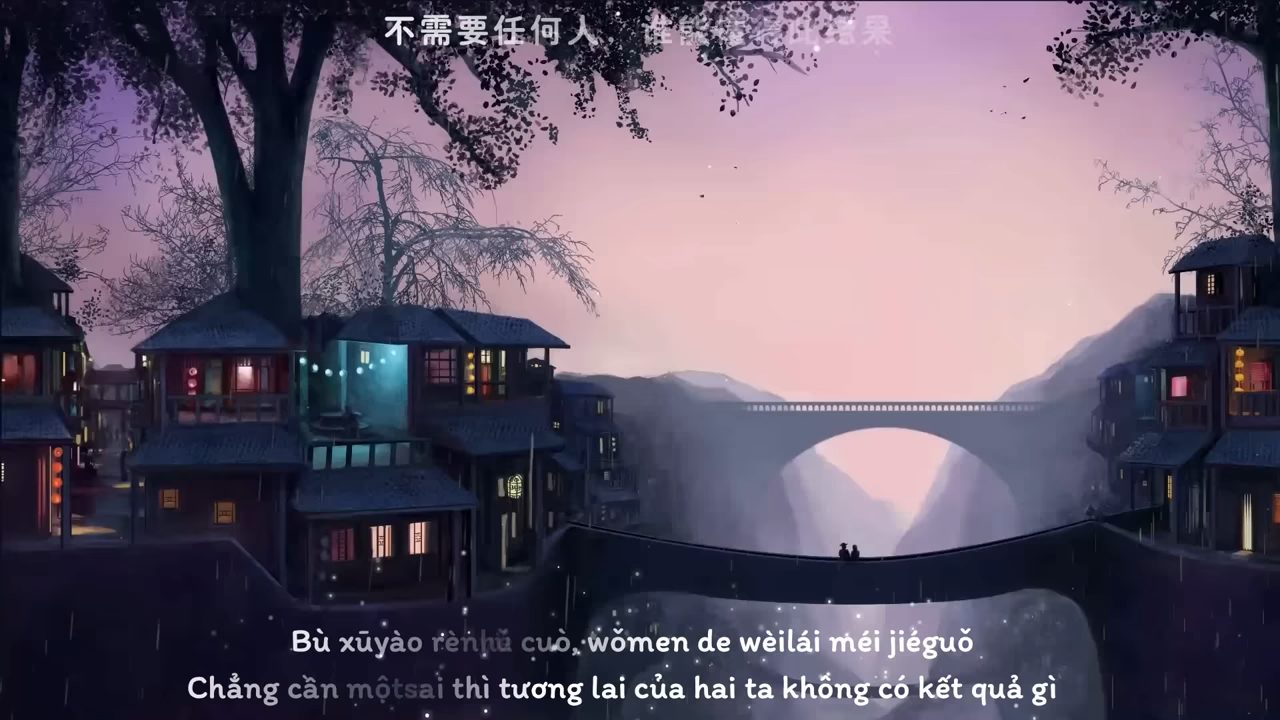 不需要任何人
Bù xūyào cuò, wǒmen de wèilái méi jiéguǒ
Chẳng cần thì tương lai của hai ta không có kết quả gì